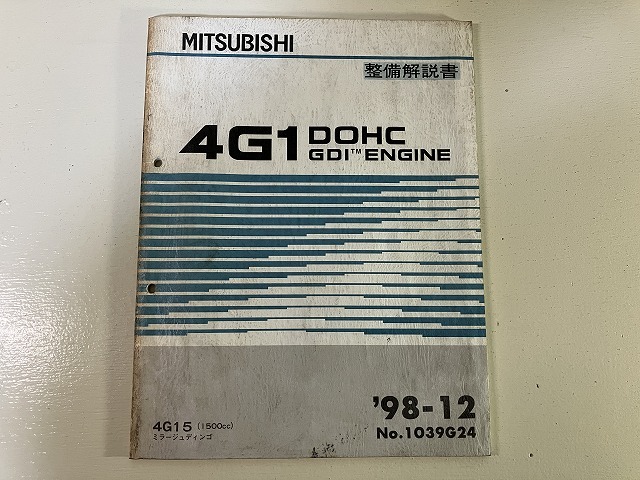 MITSUBISHI
整備解説書
4G1 DOHC
GDI™ ENGINE
'98-12
No.1039G24
4G15 (1500cc)
ミラージュディンゴ